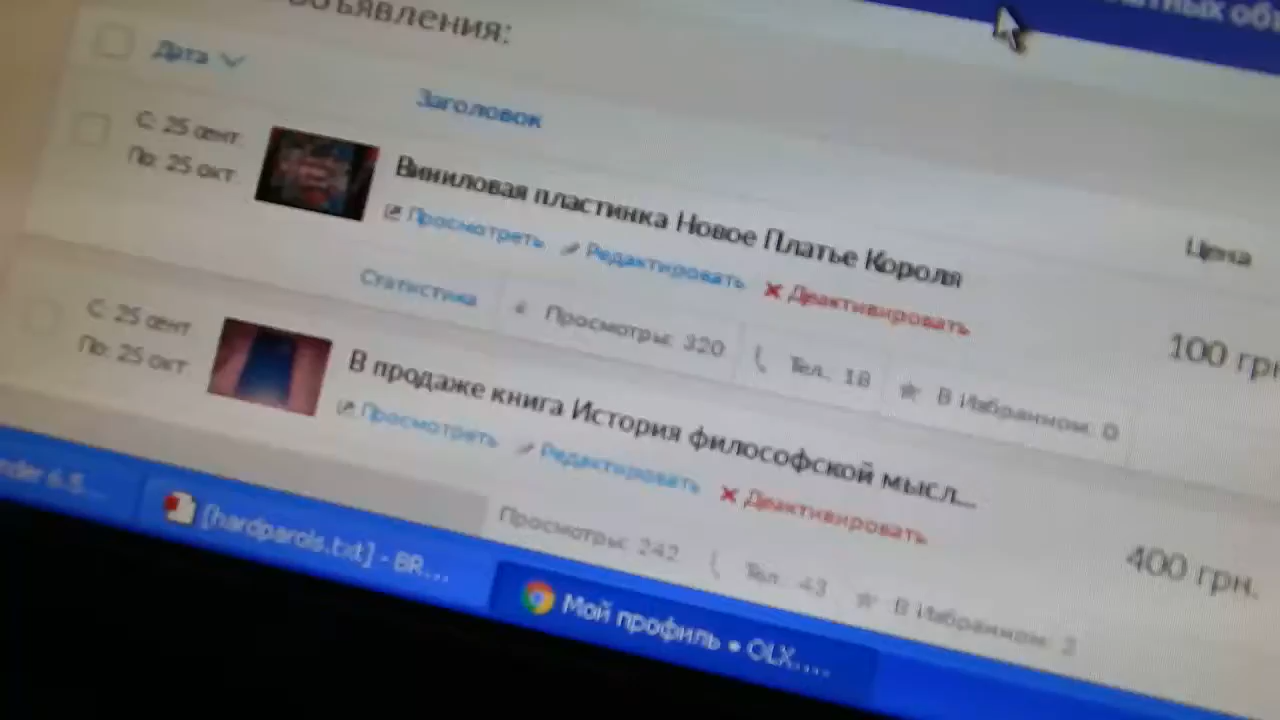 объявления:
Дата
Заголовок
Цена
С: 25 сент
По: 25 окт
Виниловая пластинка Новое Платье Короля
100 грн
Просмотреть Редактировать Деактивировать
Статистика Просмотры: 320 Тел. 18 В Избранном: 0
С: 25 сент
По: 25 окт
В продаже книга История философской мысл...
400 грн.
Просмотреть Редактировать Деактивировать
Просмотры: 242 Тел. 43 В Избранном: 2
[hardparols.txt] - BR...
Мой профиль • OLX....